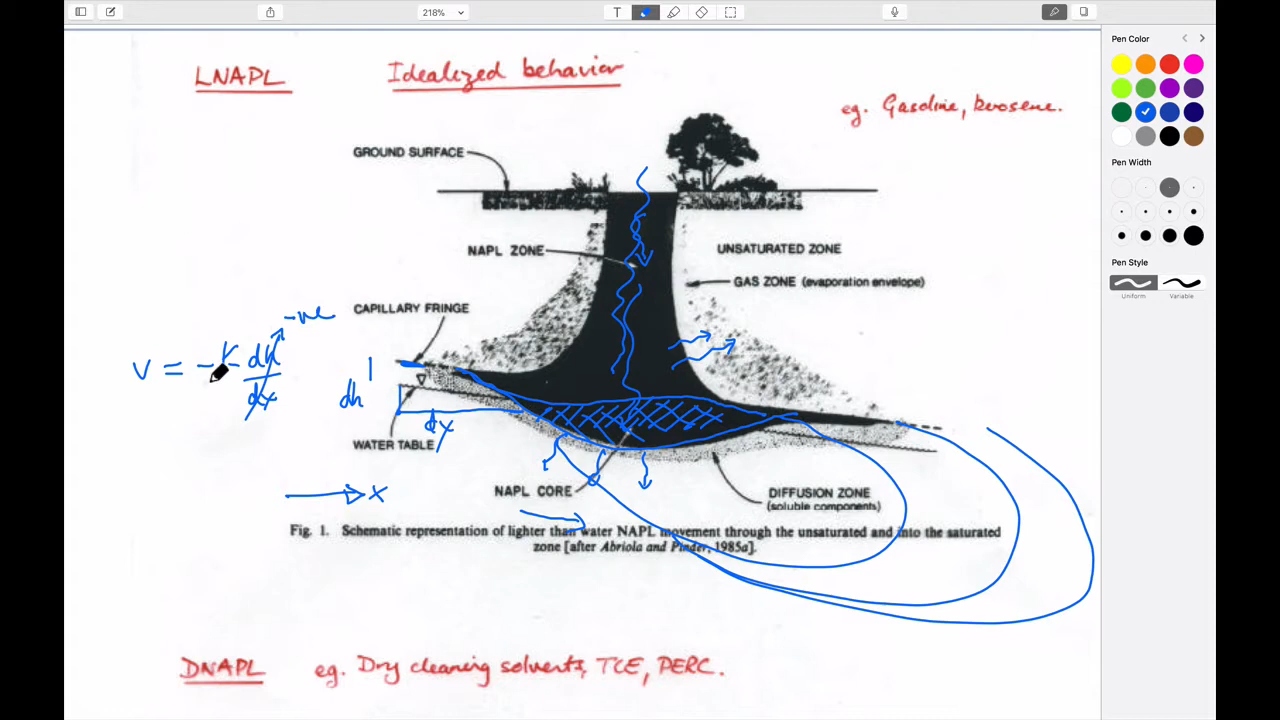 218%
T
Pen Color
LNAPL Idealized behavior
eg. Gasoline, kerosene.
Pen Width
GROUND SURFACE
NAPL ZONE
UNSATURATED ZONE
Pen Style
GAS ZONE (evaporation envelope)
Uniform Variable
CAPILLARY FRINGE
-ve
V = -K dh
dx
dh
dx
WATER TABLE
NAPL CORE
x
DIFFUSION ZONE
(soluble components)
Fig. 1. Schematic representation of lighter than water NAPL movement through the unsaturated and into the saturated
zone [after Abriola and Pinder, 1985a].
DNAPL eg. Dry cleaning solvents, TCE, PERC.